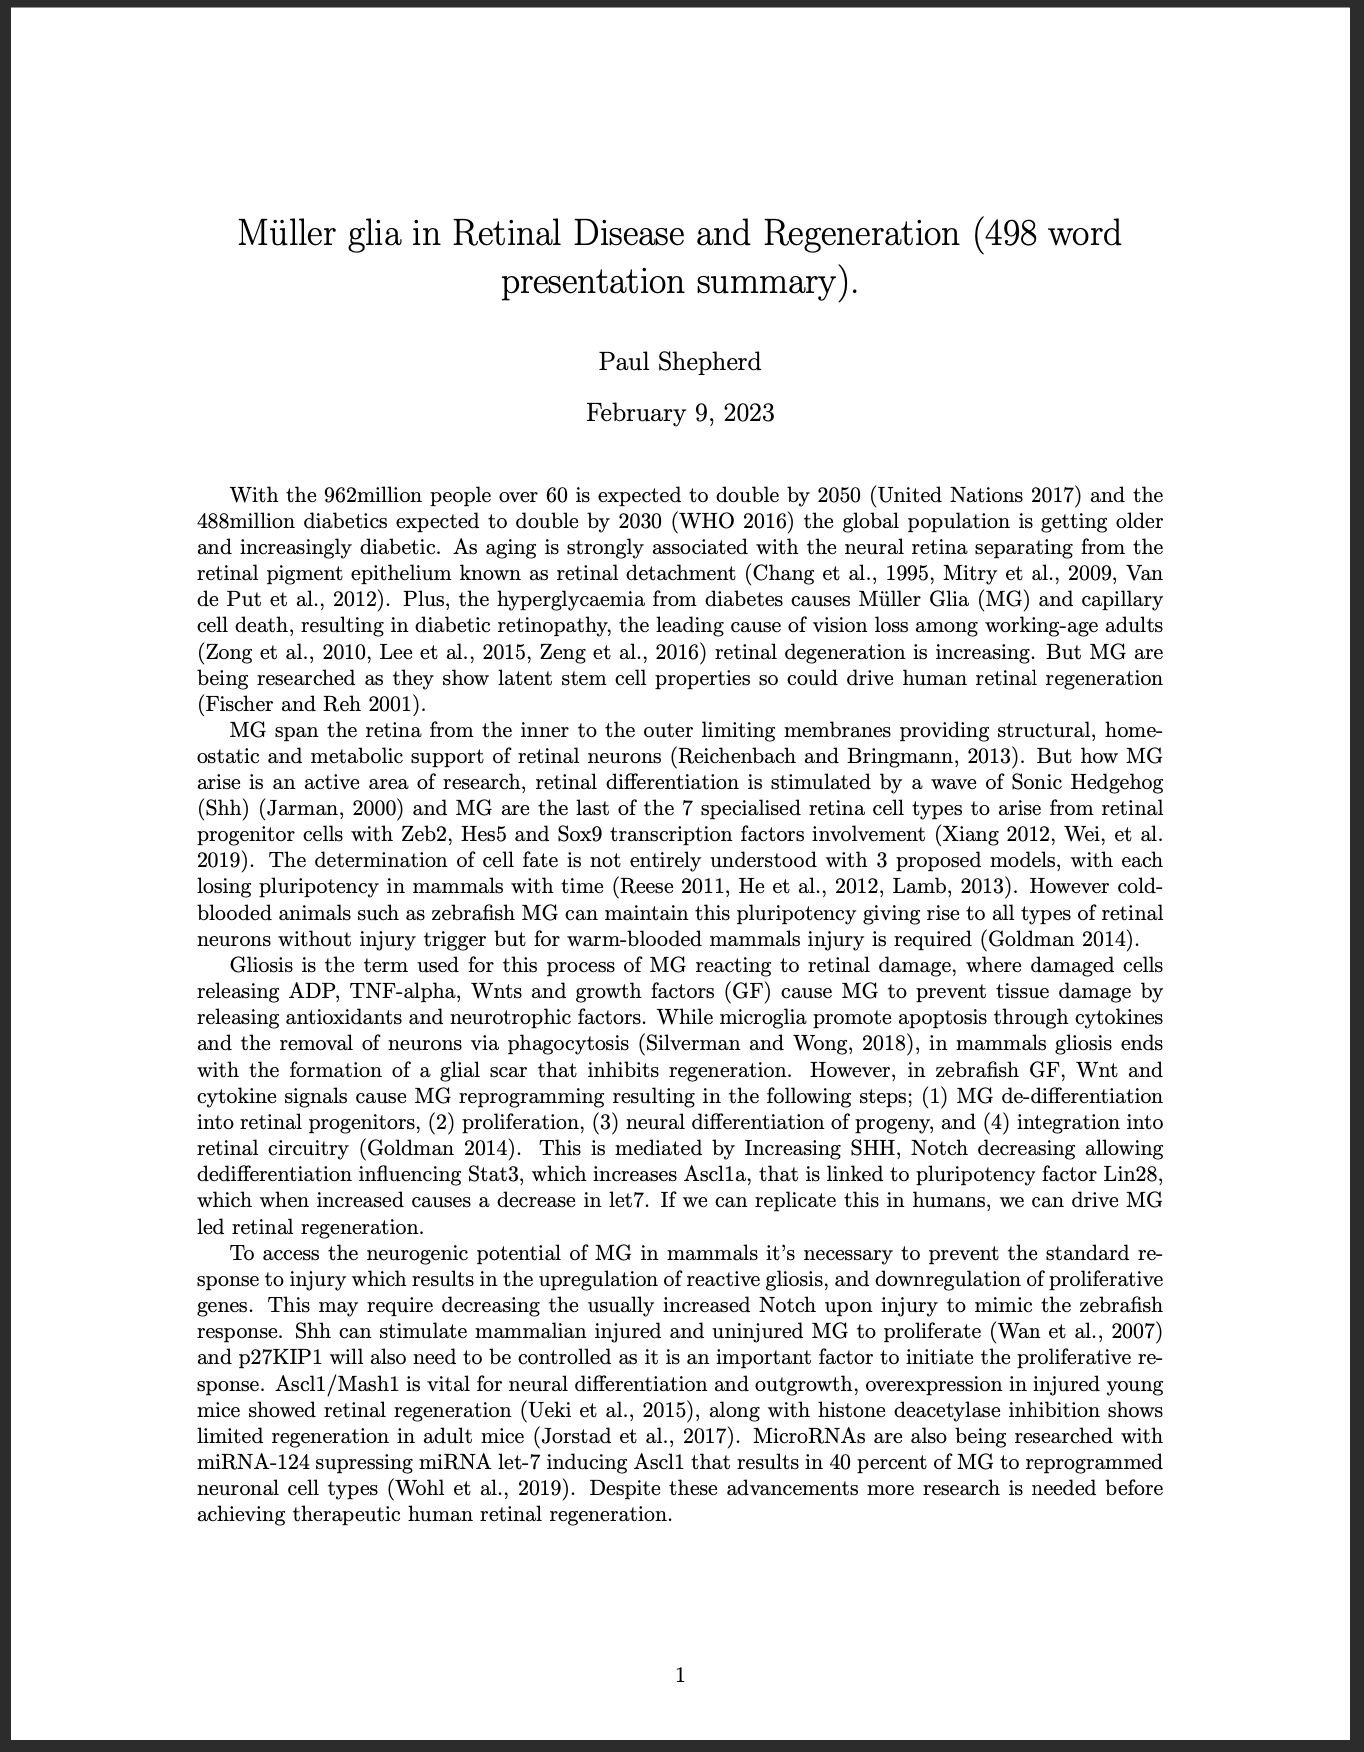 Müller glia in Retinal Disease and Regeneration (498 word
presentation summary).
Paul Shepherd
February 9, 2023
With the 962million people over 60 is expected to double by 2050 (United Nations 2017) and the
488million diabetics expected to double by 2030 (WHO 2016) the global population is getting older
and increasingly diabetic. As aging is strongly associated with the neural retina separating from the
retinal pigment epithelium known as retinal detachment (Chang et al., 1995, Mitry et al., 2009, Van
de Put et al., 2012). Plus, the hyperglycaemia from diabetes causes Müller Glia (MG) and capillary
cell death, resulting in diabetic retinopathy, the leading cause of vision loss among working-age adults
(Zong et al., 2010, Lee et al., 2015, Zeng et al., 2016) retinal degeneration is increasing. But MG are
being researched as they show latent stem cell properties so could drive human retinal regeneration
(Fischer and Reh 2001).
MG span the retina from the inner to the outer limiting membranes providing structural, home-
ostatic and metabolic support of retinal neurons (Reichenbach and Bringmann, 2013). But how MG
arise is an active area of research, retinal differentiation is stimulated by a wave of Sonic Hedgehog
(Shh) (Jarman, 2000) and MG are the last of the 7 specialised retina cell types to arise from retinal
progenitor cells with Zeb2, Hes5 and Sox9 transcription factors involvement (Xiang 2012, Wei, et al.
2019). The determination of cell fate is not entirely understood with 3 proposed models, with each
losing pluripotency in mammals with time (Reese 2011, He et al., 2012, Lamb, 2013). However cold-
blooded animals such as zebrafish MG can maintain this pluripotency giving rise to all types of retinal
neurons without injury trigger but for warm-blooded mammals injury is required (Goldman 2014).
Gliosis is the term used for this process of MG reacting to retinal damage, where damaged cells
releasing ADP, TNF-alpha, Wnts and growth factors (GF) cause MG to prevent tissue damage by
releasing antioxidants and neurotrophic factors. While microglia promote apoptosis through cytokines
and the removal of neurons via phagocytosis (Silverman and Wong, 2018), in mammals gliosis ends
with the formation of a glial scar that inhibits regeneration. However, in zebrafish GF, Wnt and
cytokine signals cause MG reprogramming resulting in the following steps; (1) MG de-differentiation
into retinal progenitors, (2) proliferation, (3) neural differentiation of progeny, and (4) integration into
retinal circuitry (Goldman 2014). This is mediated by Increasing SHH, Notch decreasing allowing
dedifferentiation influencing Stat3, which increases Ascl1a, that is linked to pluripotency factor Lin28,
which when increased causes a decrease in let7. If we can replicate this in humans, we can drive MG
led retinal regeneration.
To access the neurogenic potential of MG in mammals it's necessary to prevent the standard re-
sponse to injury which results in the upregulation of reactive gliosis, and downregulation of proliferative
genes. This may require decreasing the usually increased Notch upon injury to mimic the zebrafish
response. Shh can stimulate mammalian injured and uninjured MG to proliferate (Wan et al., 2007)
and p27KIP1 will also need to be controlled as it is an important factor to initiate the proliferative re-
sponse. Ascl1/Mash1 is vital for neural differentiation and outgrowth, overexpression in injured young
mice showed retinal regeneration (Ueki et al., 2015), along with histone deacetylase inhibition shows
limited regeneration in adult mice (Jorstad et al., 2017). MicroRNAs are also being researched with
miRNA-124 supressing miRNA let-7 inducing Ascl1 that results in 40 percent of MG to reprogrammed
neuronal cell types (Wohl et al., 2019). Despite these advancements more research is needed before
achieving therapeutic human retinal regeneration.
1